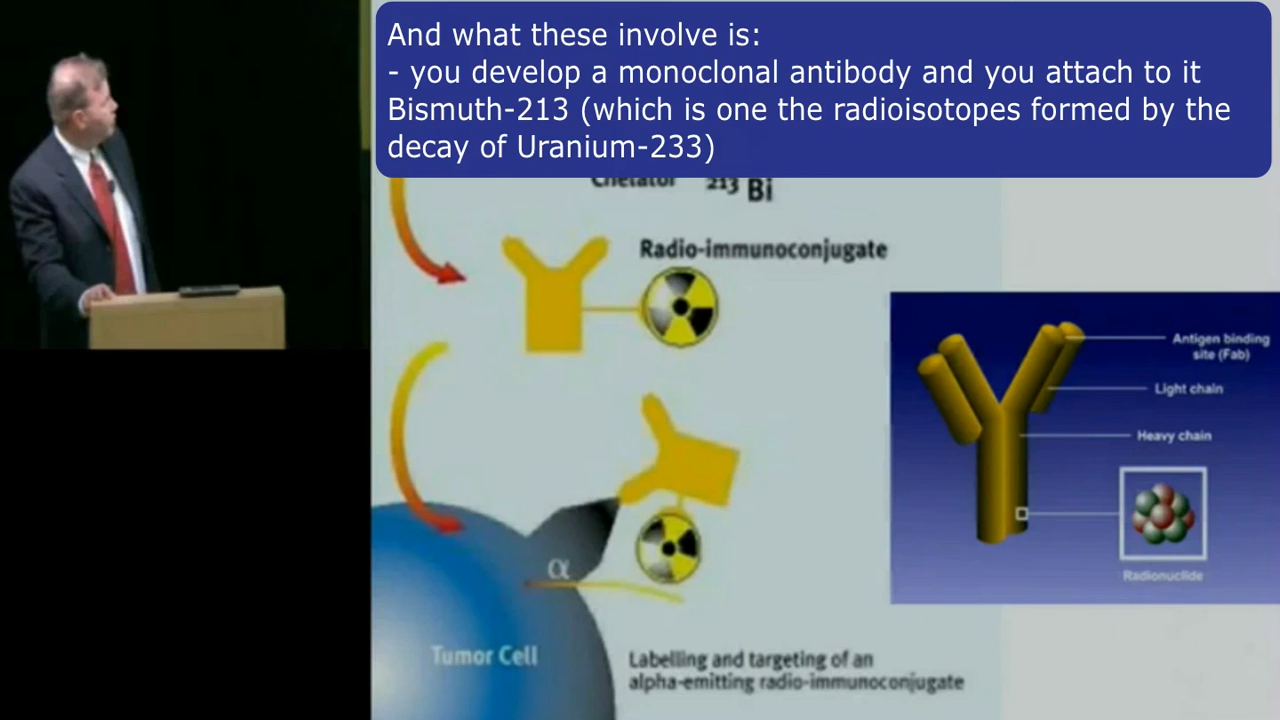 And what these involve is:
- you develop a monoclonal antibody and you attach to it
Bismuth-213 (which is one the radioisotopes formed by the
decay of Uranium-233)
Chelator 213 Bi
Radio-immunoconjugate
Antigen binding
site (Fab)
Light chain
Heavy chain
Radionuclide
α
Tumor Cell
Labelling and targeting of an
alpha-emitting radio-immunoconjugate